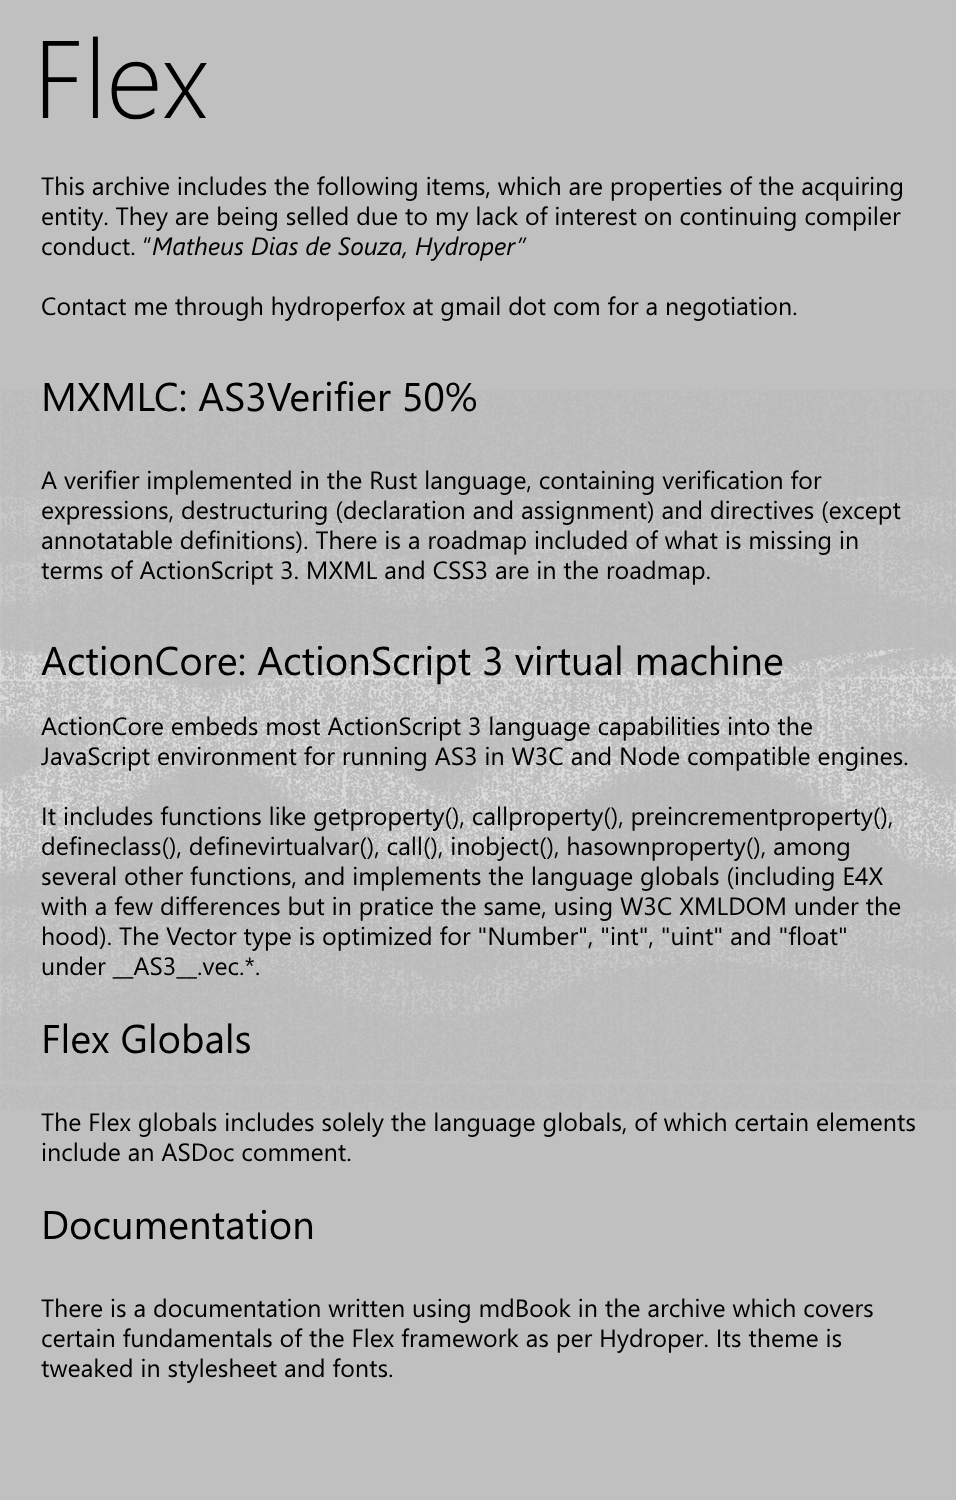 Flex
This archive includes the following items, which are properties of the acquiring
entity. They are being selled due to my lack of interest on continuing compiler
conduct. “Matheus Dias de Souza, Hydroper”
Contact me through hydroperfox at gmail dot com for a negotiation.
MXMLC: AS3Verifier 50%
A verifier implemented in the Rust language, containing verification for
expressions, destructuring (declaration and assignment) and directives (except
annotatable definitions). There is a roadmap included of what is missing in
terms of ActionScript 3. MXML and CSS3 are in the roadmap.
ActionCore: ActionScript 3 virtual machine
ActionCore embeds most ActionScript 3 language capabilities into the
JavaScript environment for running AS3 in W3C and Node compatible engines.
It includes functions like getproperty(), callproperty(), preincrementproperty(),
defineclass(), definevirtualvar(), call(), inobject(), hasownproperty(), among
several other functions, and implements the language globals (including E4X
with a few differences but in pratice the same, using W3C XMLDOM under the
hood). The Vector type is optimized for "Number", "int", "uint" and "float"
under __AS3__.vec.*.
Flex Globals
The Flex globals includes solely the language globals, of which certain elements
include an ASDoc comment.
Documentation
There is a documentation written using mdBook in the archive which covers
certain fundamentals of the Flex framework as per Hydroper. Its theme is
tweaked in stylesheet and fonts.